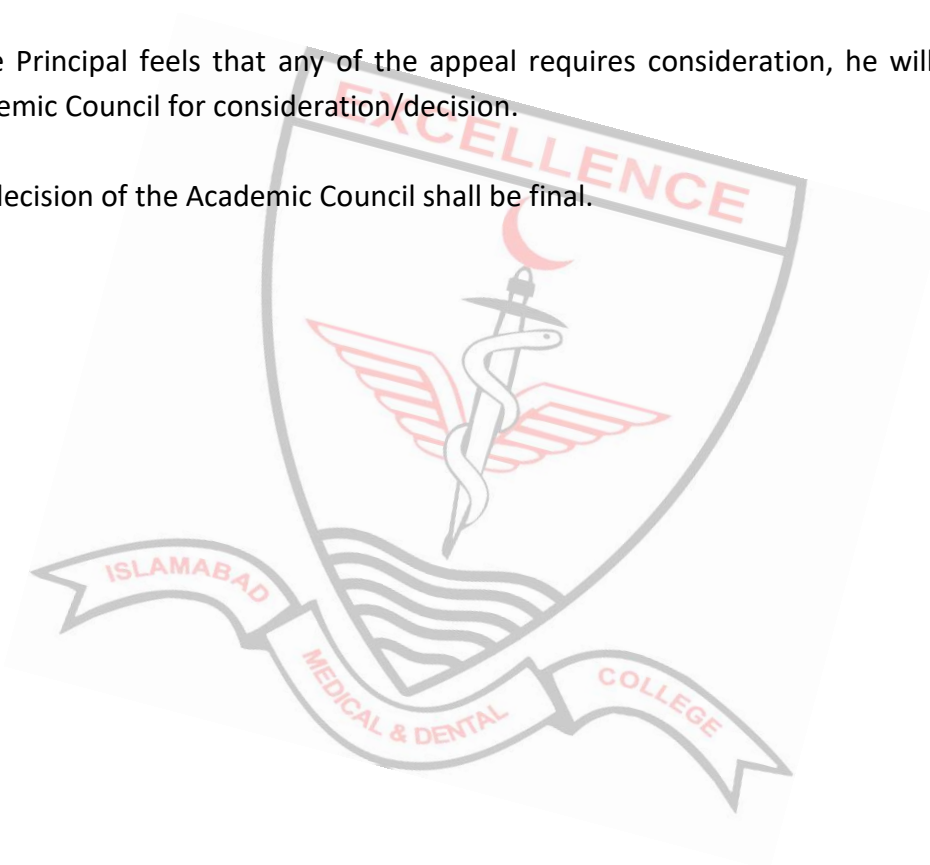 e Principal feels that any of the appeal requires consideration, he will
emic Council for consideration/decision.
decision of the Academic Council shall be final.
EXCELLENCE
ISLAMABAD
MEDICAL & DENTAL
COLLEGE